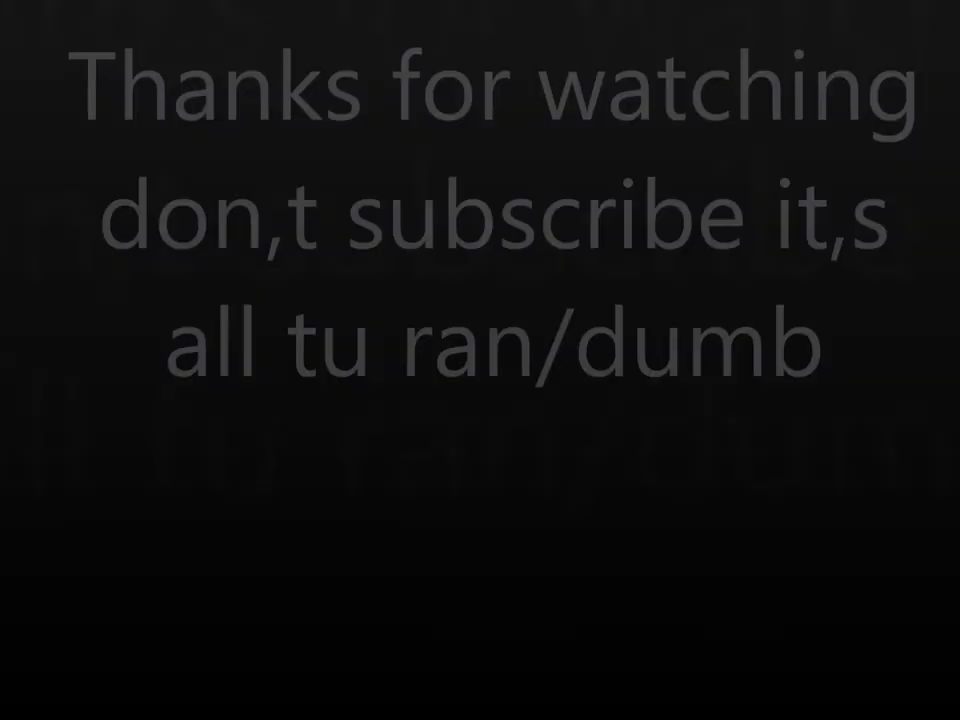 Thanks for watching
don,t subscribe it,s
all tu ran/dumb